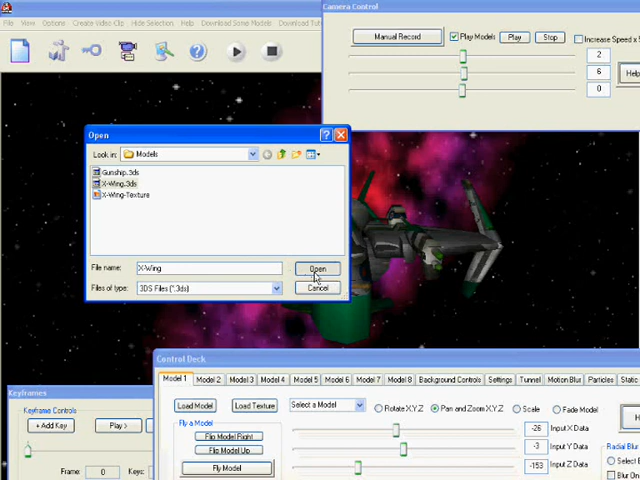 Camera Control
View Options Create video Clip Hide Selection Download Some Models Download Tut
Manual Record Play Models Play Stop Increase Speed x
2
6 Help
0
Open
Look in: Models
Gunship.3ds
X-Wing.3ds
X-Wing-Texture
File name: X-Wing Open
Files of type: 3DS Files (*.3ds) Cancel
Control Deck
Model 1 Model 2 Model 3 Model 4 Model 5 Model 6 Model 7 Model 8 Background Controls Settings Tunnel Motion Blur Particles Static
Load Model Load Texture Select a Model Rotate X,Y,Z Pan and Zoom X,Y,Z Scale Fade Model H
Fly a Model
Flip Model Right -26 Input X Data
Flip Model Up -3 Input Y Data Radial Blur
Fly Model -153 Input Z Data Select B
Blur On
Keyframes
Keyframe Controls
+ Add Key Play >
Frame: 0 Keys: